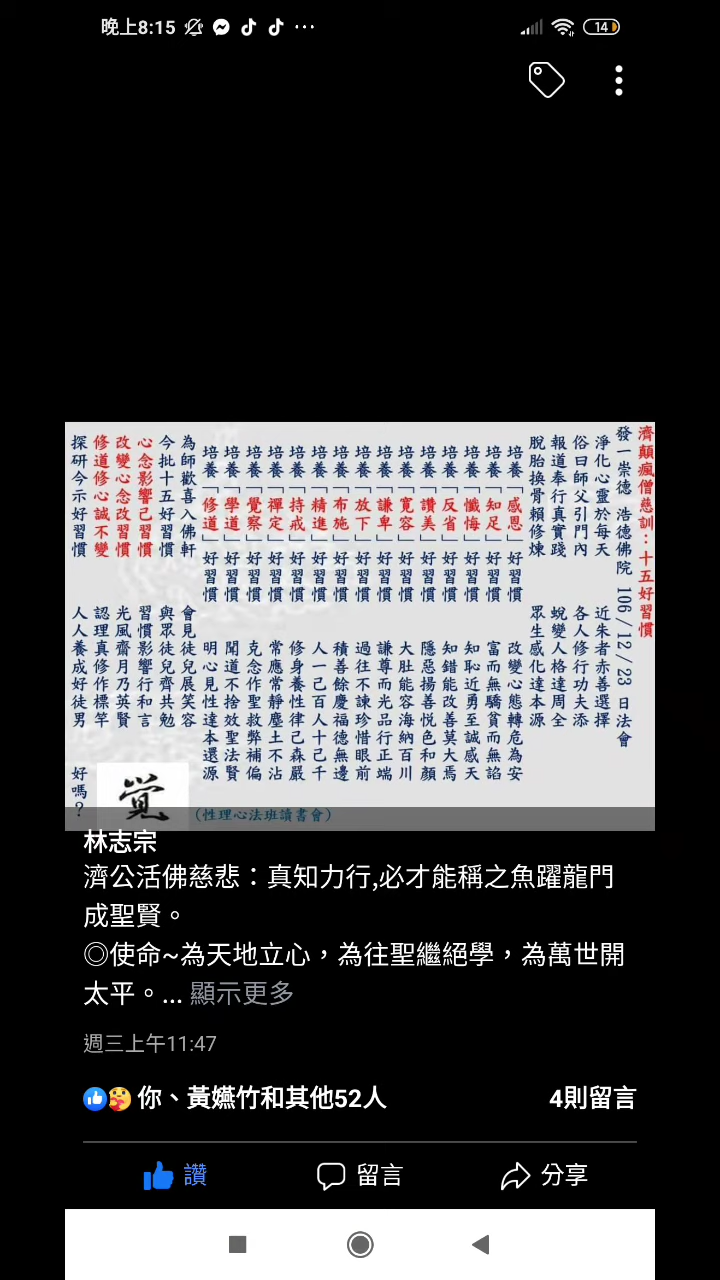 晚上8:15
14
濟顛瘋僧慈訓：十五好習慣
發一崇德 浩德佛院 106/12/23 日法會
淨化心靈於每天 近朱者赤善選擇
俗曰師父引門內 各人修行功夫添
報道奉行真實踐 蛻變人格達周全
脫胎換骨賴修煉 眾生感化達本源
培養「感恩」好習慣 改變心態轉危為安
培養「知足」好習慣 富而無驕貧而無諂
培養「懺悔」好習慣 知恥近勇至誠感天
培養「反省」好習慣 知錯能改善莫大焉
培養「讚美」好習慣 隱惡揚善悅色和顏
培養「寬容」好習慣 大肚能容海納百川
培養「謙卑」好習慣 謙尊而光品行正端
培養「放下」好習慣 過往不諫珍惜眼前
培養「布施」好習慣 積善餘慶福德無邊
培養「精進」好習慣 人一己百人十己千
培養「持戒」好習慣 修身養性律己森嚴
培養「禪定」好習慣 常應常靜塵土不沾
培養「覺察」好習慣 克念作聖救弊補偏
培養「學道」好習慣 聞道不捨效聖法賢
培養「修道」好習慣 明心見性達本還源
為師歡喜入佛軒 會見徒兒展笑容
今批十五好習慣 與眾徒兒齊共勉
心念影響己習慣 習慣影響行和言
改變心念改習慣 光風霽月乃英賢
修道修心誠不變 認理真修作標竿
探研今示好習慣 人人養成好徒男 好嗎？
覚
(性理心法班讀書會)
林志宗
濟公活佛慈悲：真知力行,必才能稱之魚躍龍門
成聖賢。
◎使命~為天地立心，為往聖繼絕學，為萬世開
太平。... 顯示更多
週三上午11:47
你、黃嬿竹和其他52人 4則留言
讚 留言 分享